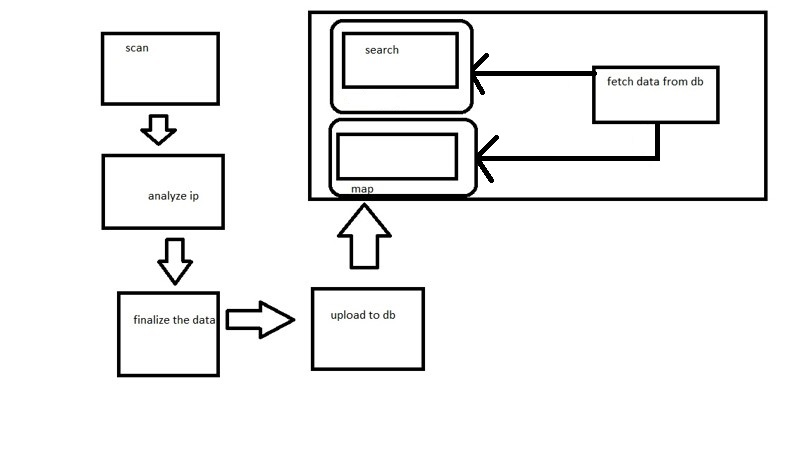 scan
analyze ip
finalize the data
upload to db
search
map
fetch data from db